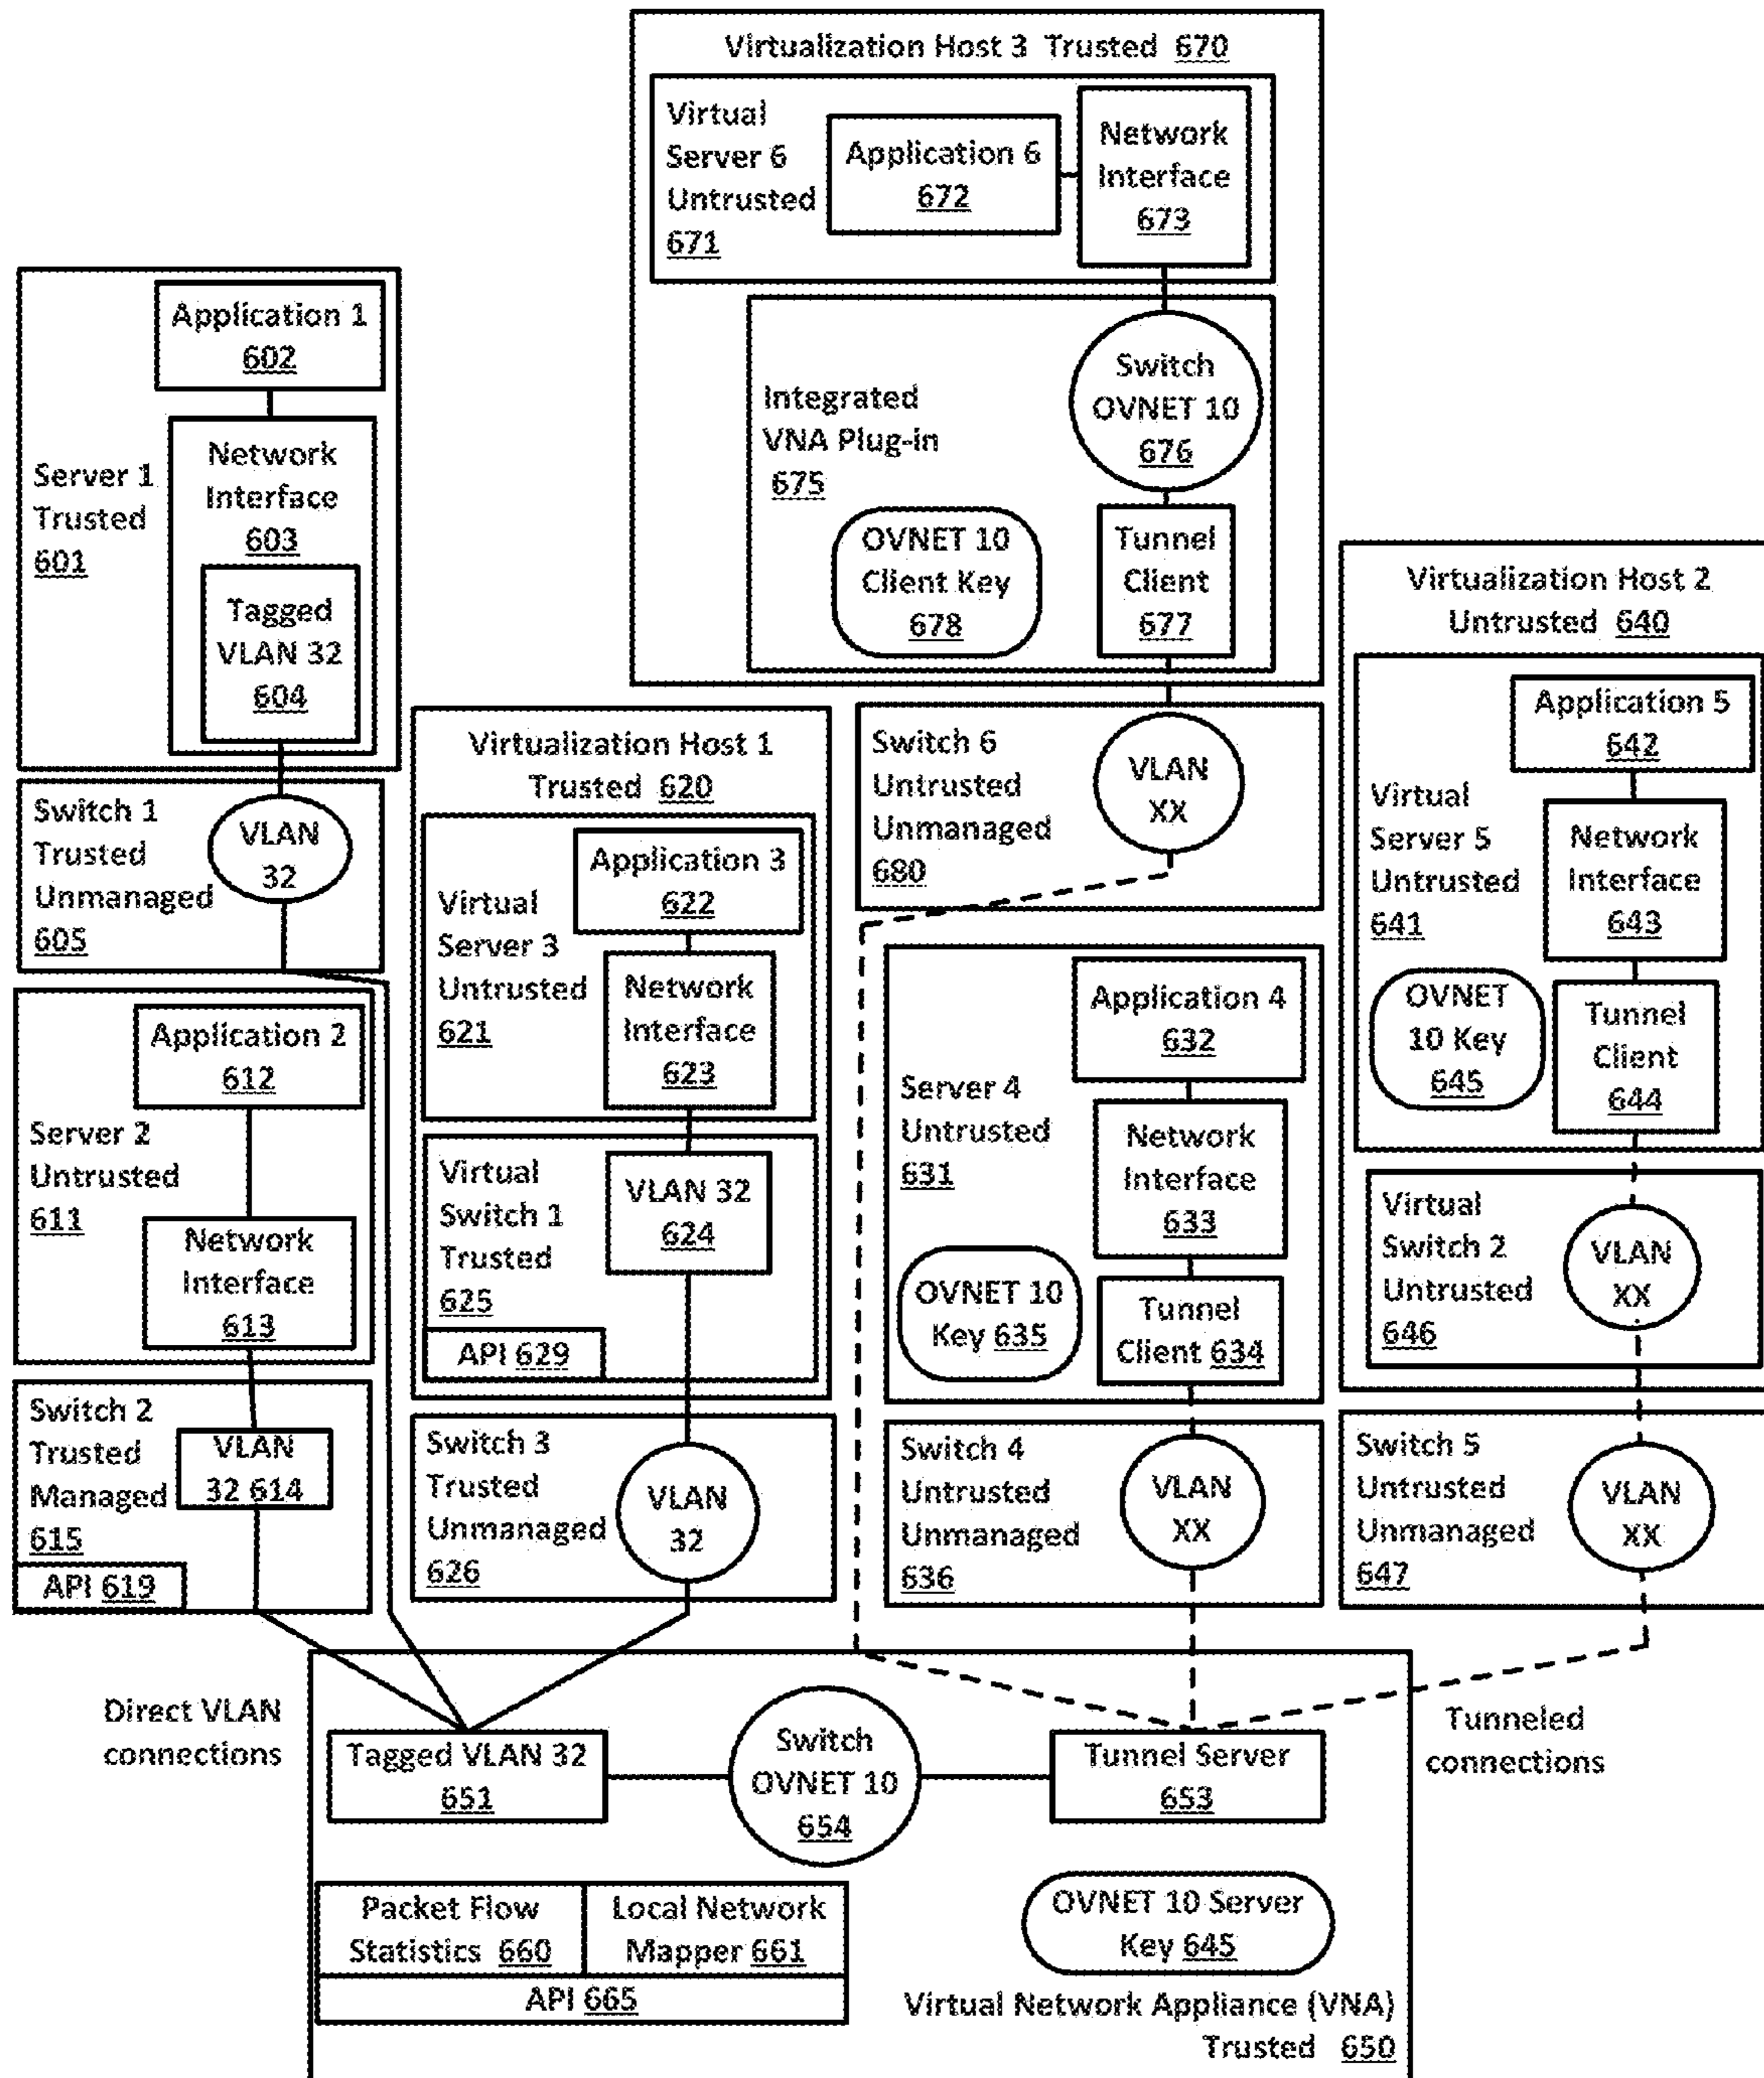 Virtualization Host 3 Trusted 670
Virtual
Server 6
Untrusted
671
Application 6
672
Network
Interface
673
Integrated
VNA Plug-in
675
Switch
OVNET 10
676
OVNET 10
Client Key
678
Tunnel
Client
677
Switch 6
Untrusted
Unmanaged
680
VLAN
XX
Server 1
Trusted
601
Application 1
602
Network
Interface
603
Tagged
VLAN 32
604
Switch 1
Trusted
Unmanaged
605
VLAN
32
Server 2
Untrusted
611
Application 2
612
Network
Interface
613
Switch 2
Trusted
Managed
615
VLAN
32 614
API 619
Virtualization Host 1
Trusted 620
Virtual
Server 3
Untrusted
621
Application 3
622
Network
Interface
623
Virtual
Switch 1
Trusted
625
VLAN 32
624
API 629
Switch 3
Trusted
Unmanaged
626
VLAN
32
Server 4
Untrusted
631
Application 4
632
Network
Interface
633
OVNET 10
Key 635
Tunnel
Client 634
Switch 4
Untrusted
Unmanaged
636
VLAN
XX
Virtualization Host 2
Untrusted 640
Virtual
Server 5
Untrusted
641
Application 5
642
Network
Interface
643
OVNET
10 Key
645
Tunnel
Client
644
Virtual
Switch 2
Untrusted
646
VLAN
XX
Switch 5
Untrusted
Unmanaged
647
VLAN
XX
Direct VLAN
connections
Tunneled
connections
Tagged VLAN 32
651
Switch
OVNET 10
654
Tunnel Server
653
Packet Flow
Statistics 660
Local Network
Mapper 661
API 665
OVNET 10 Server
Key 645
Virtual Network Appliance (VNA)
Trusted 650